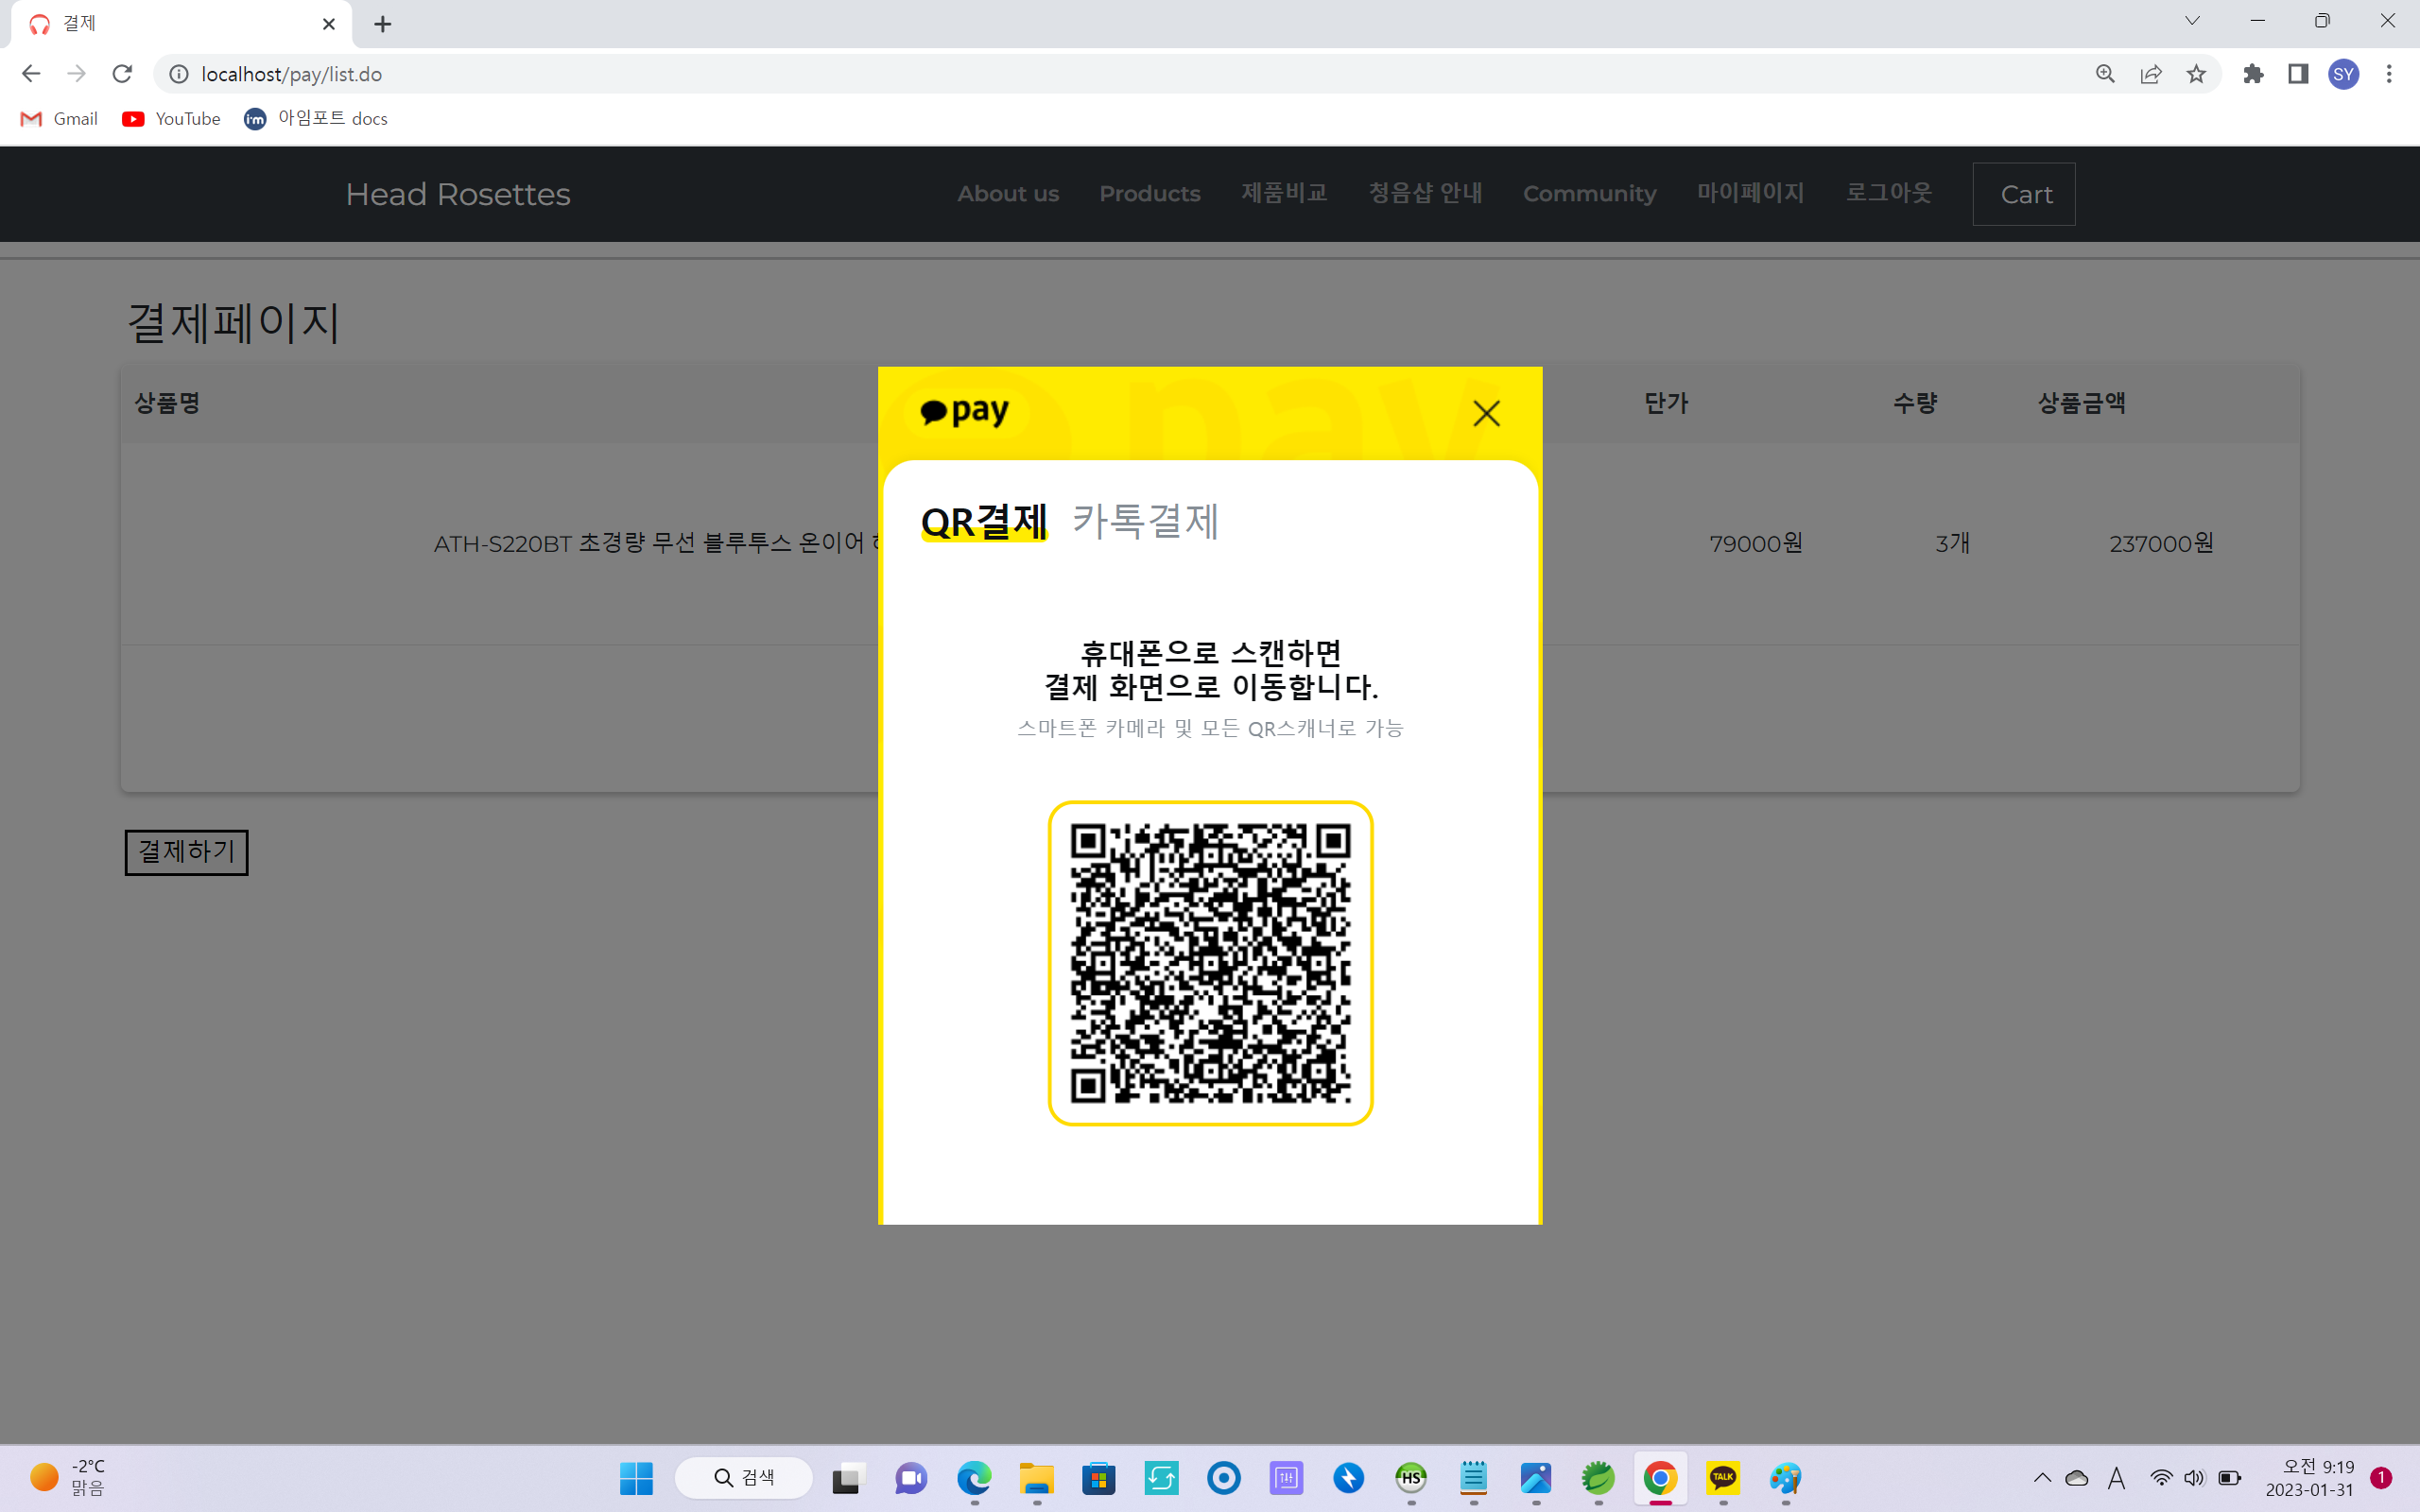 결제
localhost/pay/list.do
SY
Gmail
YouTube
i'm
아임포트 docs
Head Rosettes
About us
Products
제품비교
청음샵 안내
Community
마이페이지
로그아웃
Cart
결제페이지
상품명
단가
수량
상품금액
ATH-S220BT 초경량 무선 블루투스 온이어
79000원
3개
237000원
결제하기
pay
QR결제
카톡결제
휴대폰으로 스캔하면
결제 화면으로 이동합니다.
스마트폰 카메라 및 모든 QR스캐너로 가능
-2°C
맑음
검색
HS
TALK
A
오전 9:19
2023-01-31
1